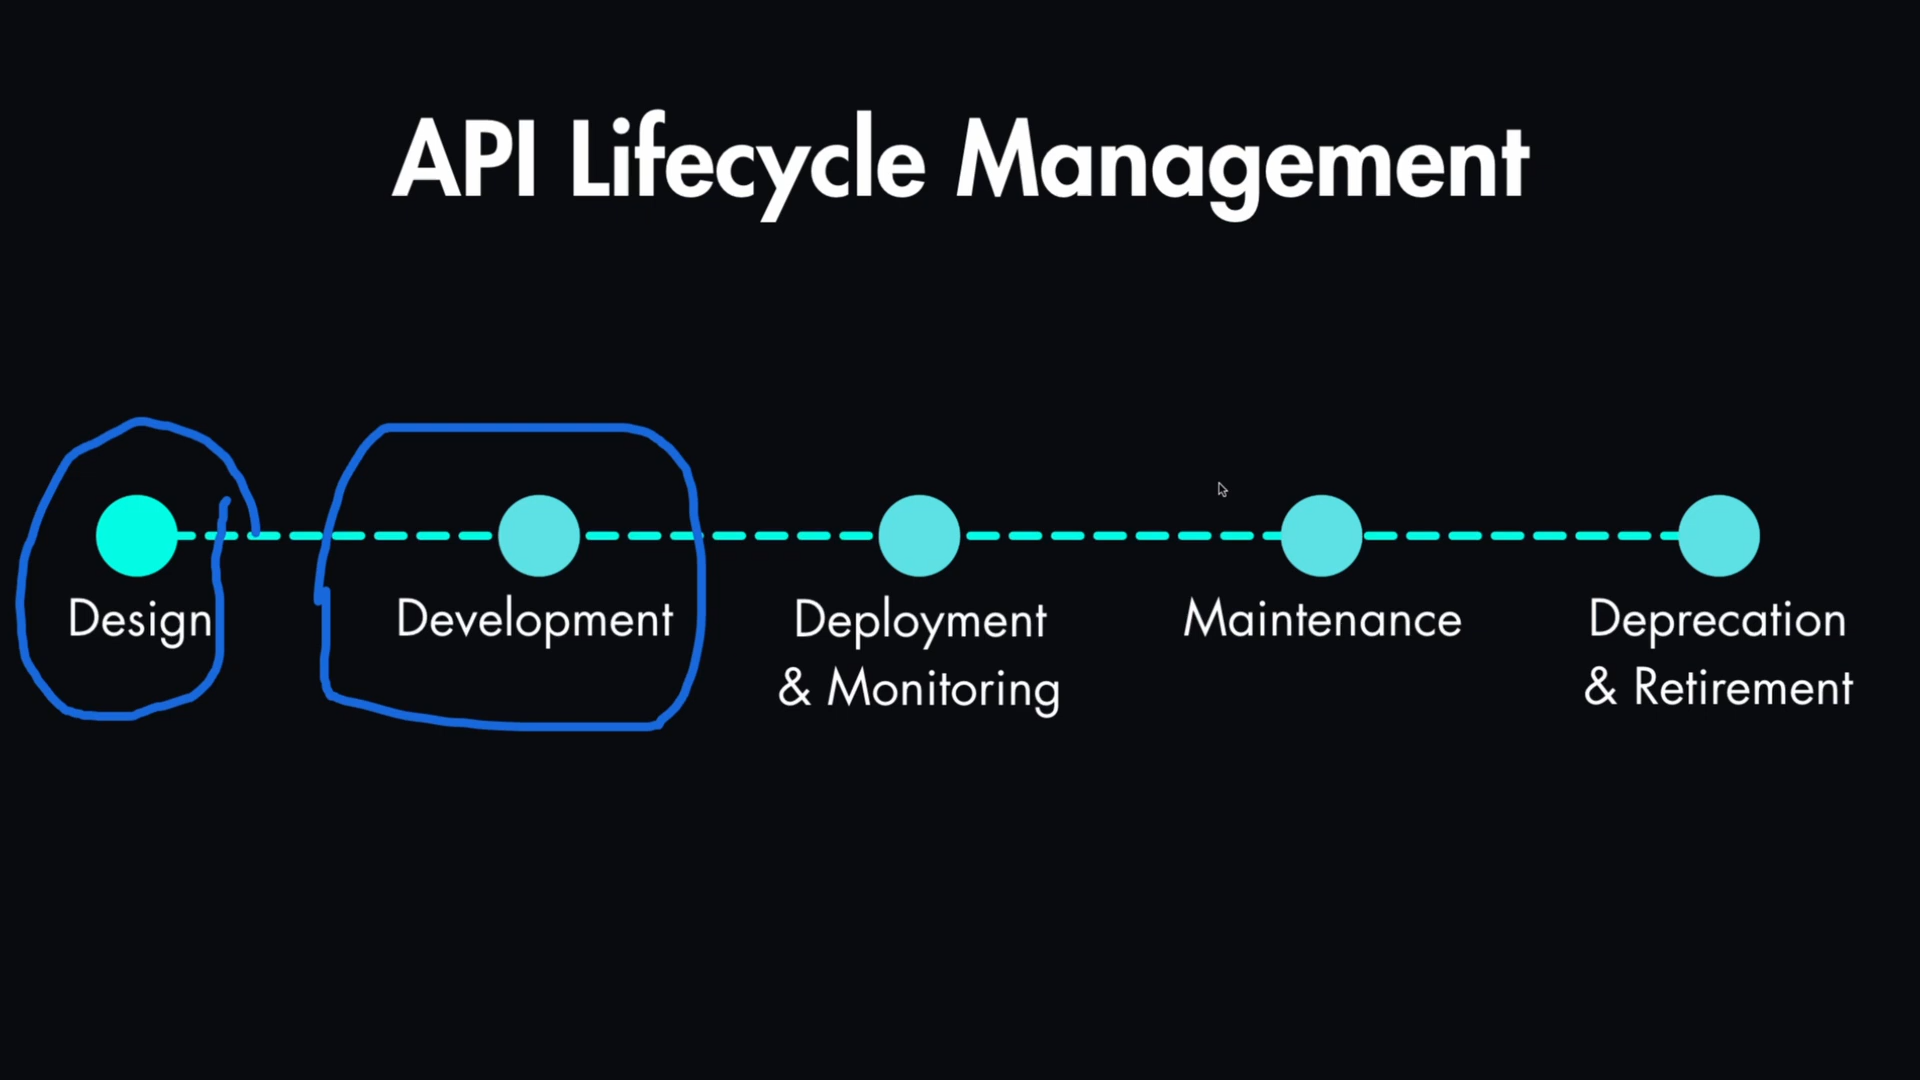 API Lifecycle Management
Design
Development
Deployment
& Monitoring
Maintenance
Deprecation
& Retirement